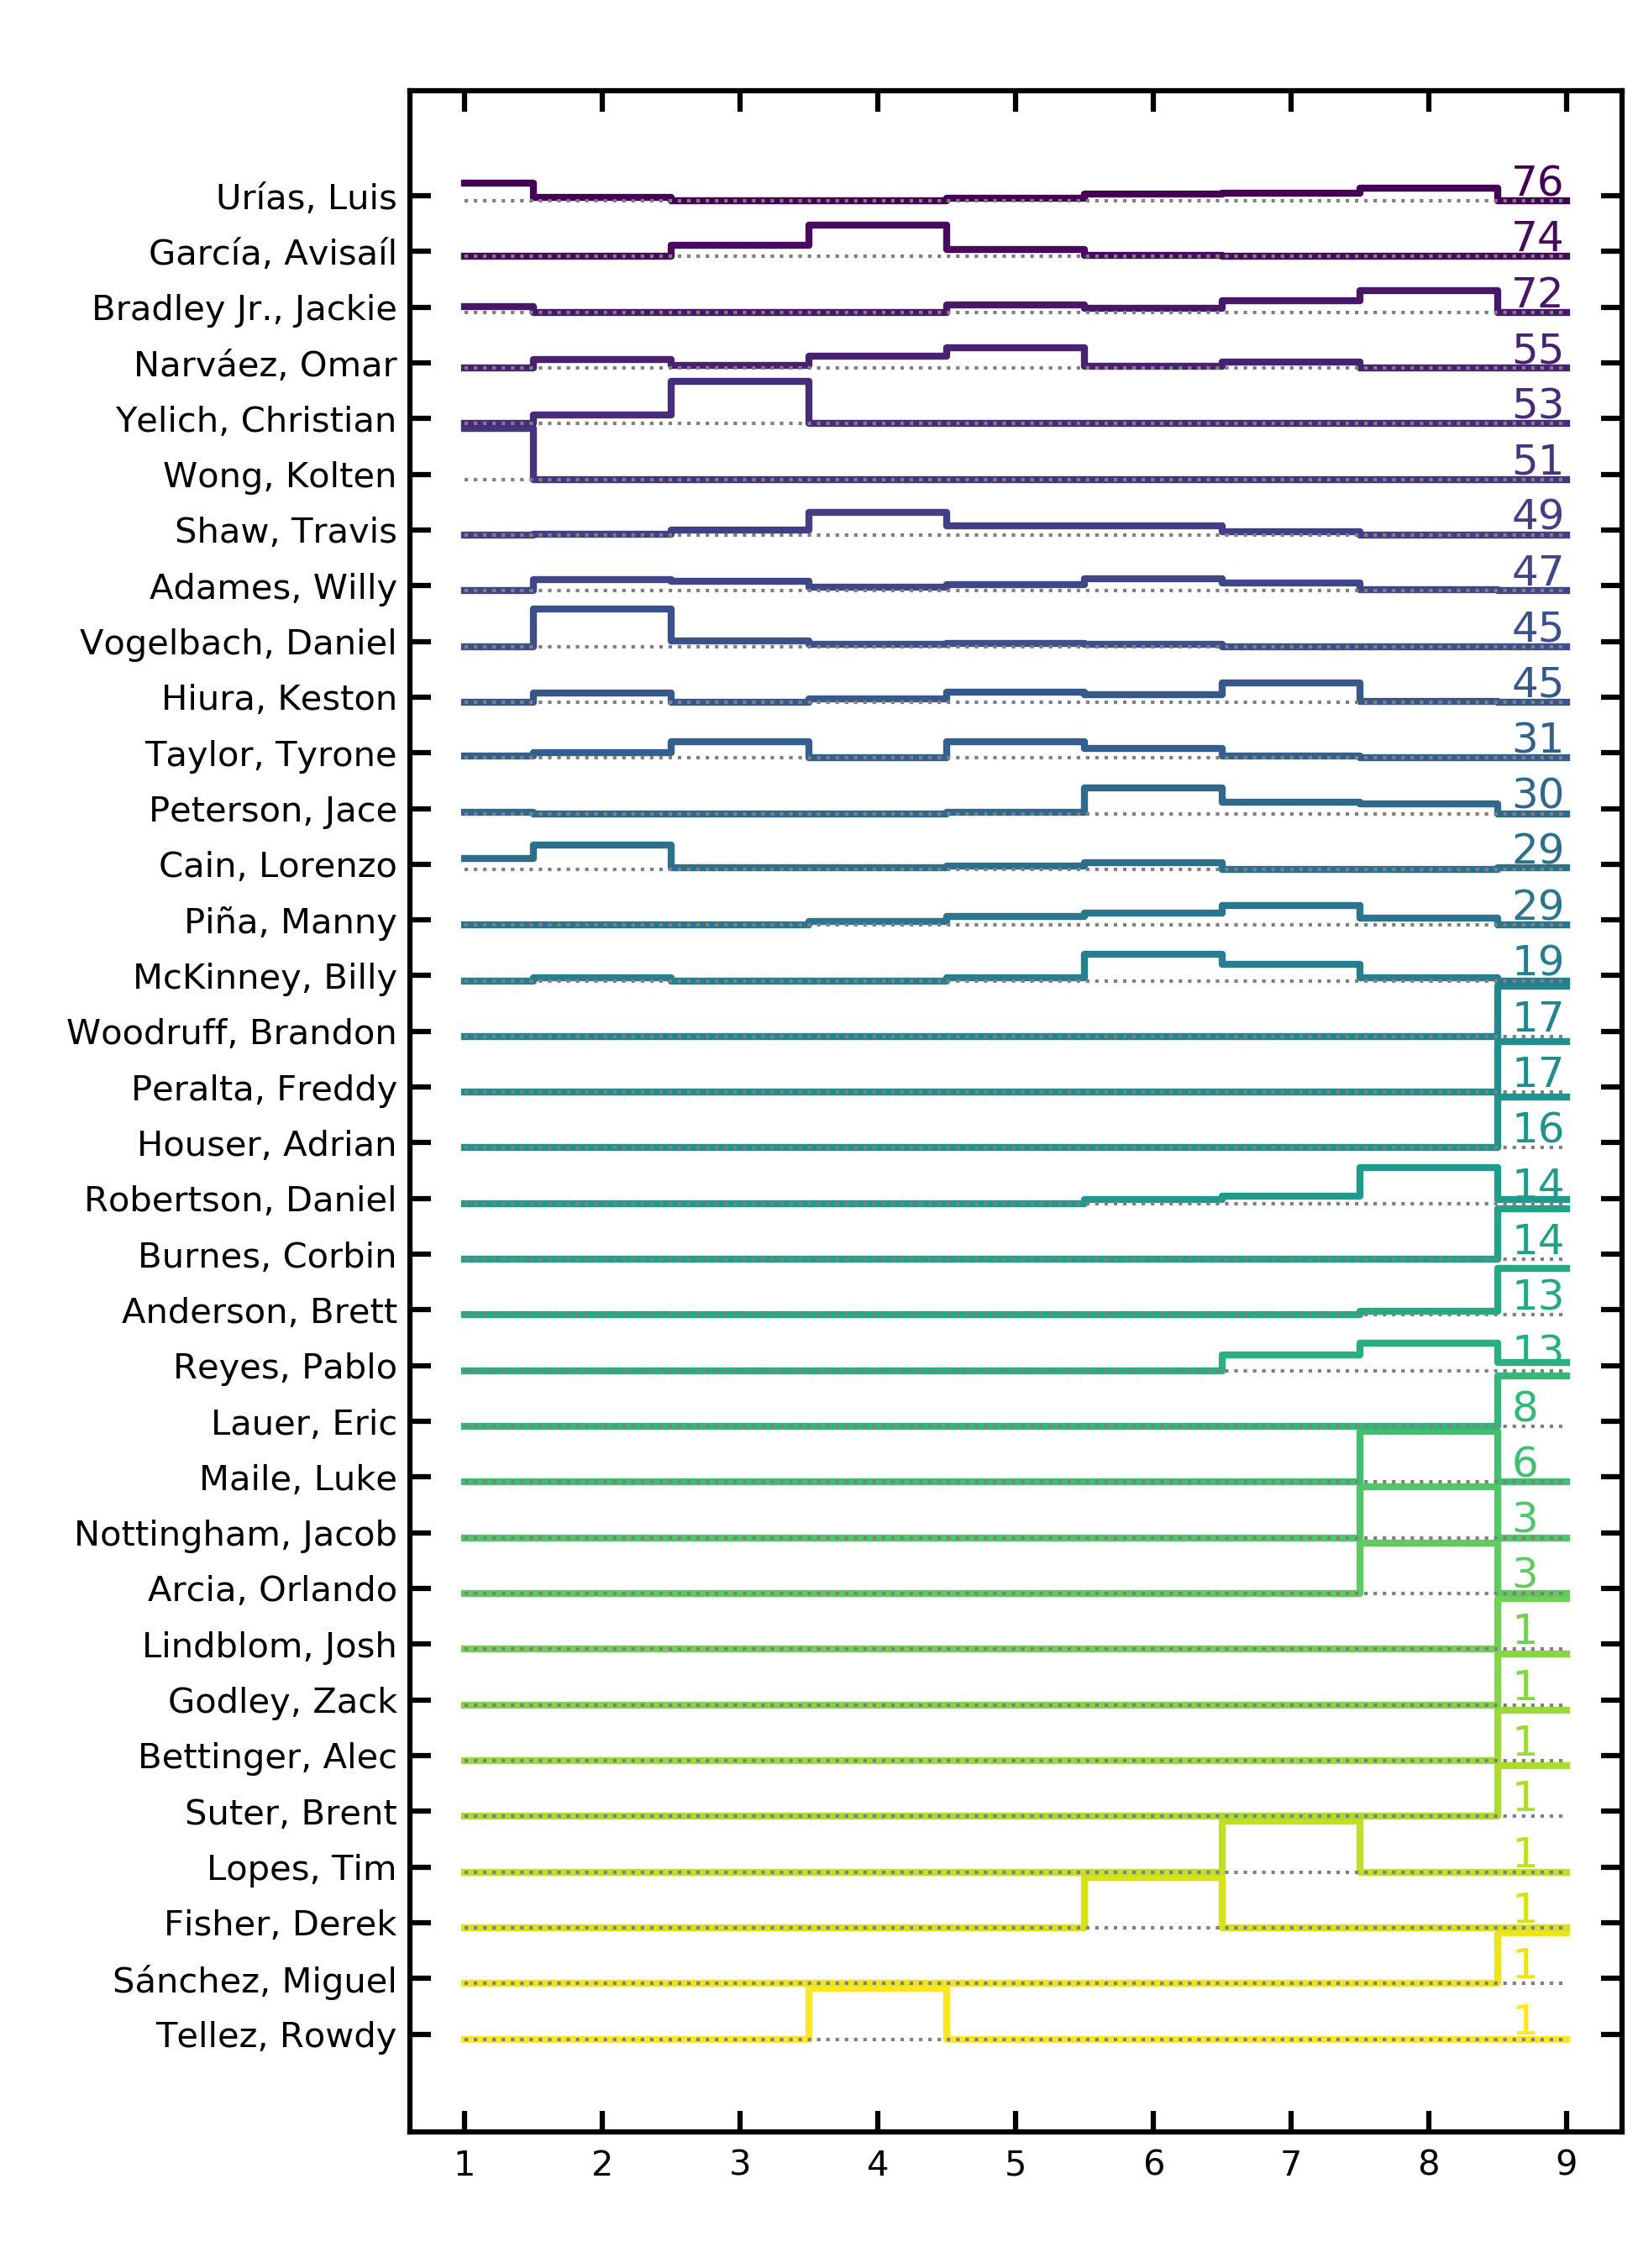 Urías, Luis 76
García, Avisaíl 74
Bradley Jr., Jackie 72
Narváez, Omar 55
Yelich, Christian 53
Wong, Kolten 51
Shaw, Travis 49
Adames, Willy 47
Vogelbach, Daniel 45
Hiura, Keston 45
Taylor, Tyrone 31
Peterson, Jace 30
Cain, Lorenzo 29
Piña, Manny 29
McKinney, Billy 19
Woodruff, Brandon 17
Peralta, Freddy 17
Houser, Adrian 16
Robertson, Daniel 14
Burnes, Corbin 14
Anderson, Brett 13
Reyes, Pablo 13
Lauer, Eric 8
Maile, Luke 6
Nottingham, Jacob 3
Arcia, Orlando 3
Lindblom, Josh 1
Godley, Zack 1
Bettinger, Alec 1
Suter, Brent 1
Lopes, Tim 1
Fisher, Derek 1
Sánchez, Miguel 1
Tellez, Rowdy 1
1 2 3 4 5 6 7 8 9